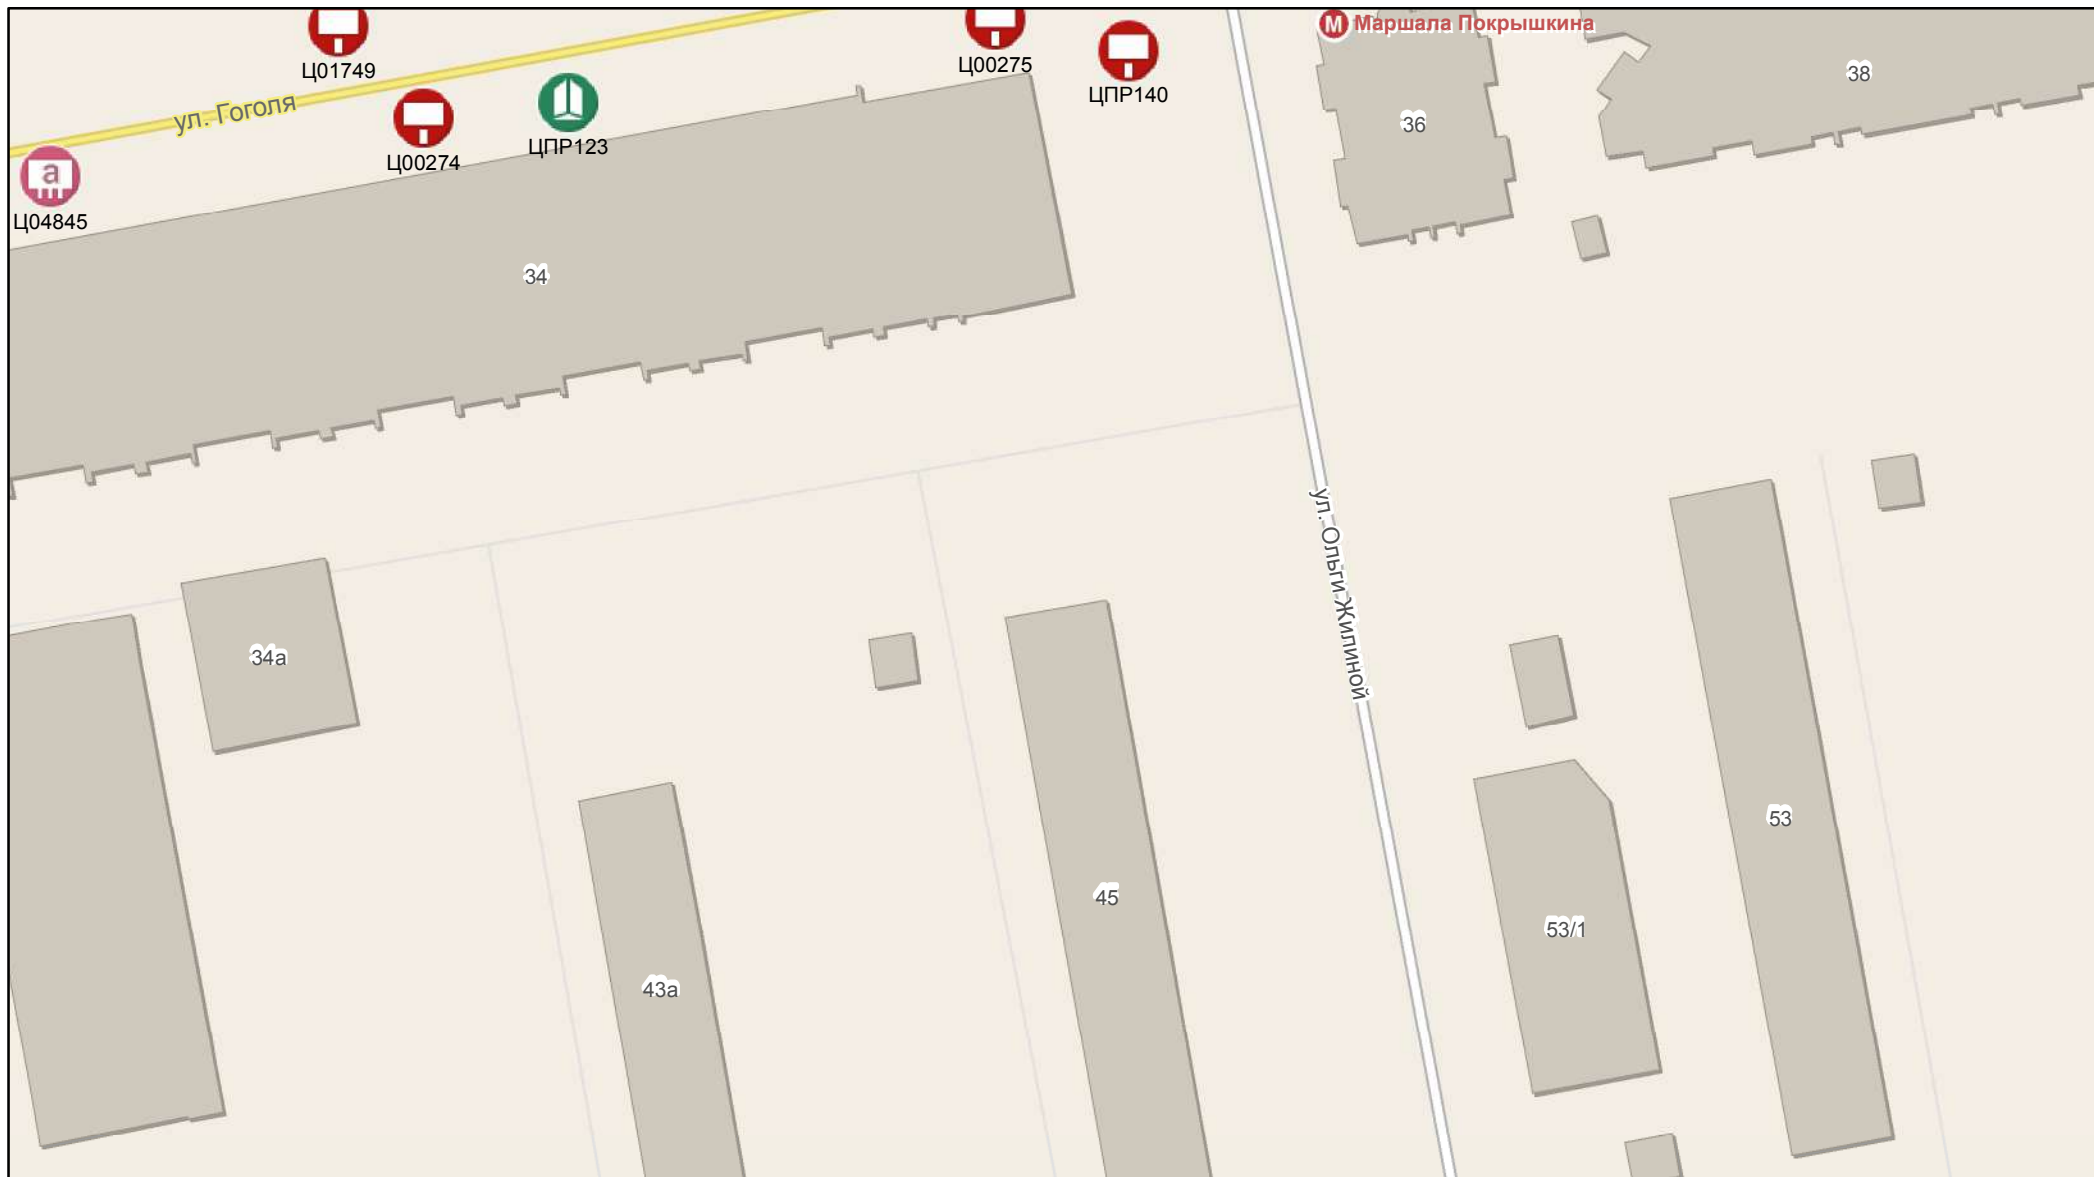 Маршала Покрышкина
Ц01749
Ц00275
38
ЦПР140
ул. Гоголя
36
ЦПР123
Ц00274
а
Ц04845
34
ул. Ольги Жилиной
34а
53
45
53/1
43а